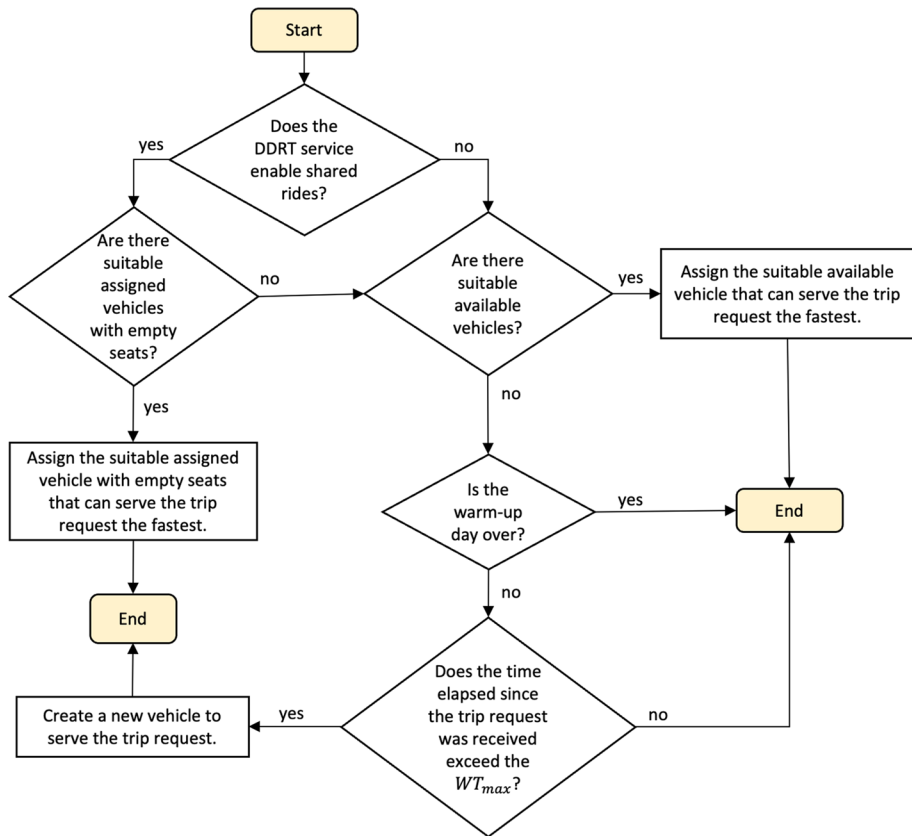 Start
Does the
DDRT service
enable shared
rides?
yes
no
Are there
suitable
assigned
vehicles
with empty
seats?
no
Are there
suitable
available
vehicles?
yes
Assign the suitable available
vehicle that can serve the trip
request the fastest.
yes
no
Assign the suitable assigned
vehicle with empty seats
that can serve the trip
request the fastest.
Is the
warm-up
day over?
yes
End
no
End
Does the time
elapsed since
the trip request
was received
exceed the
WT_max?
yes
no
Create a new vehicle to
serve the trip request.